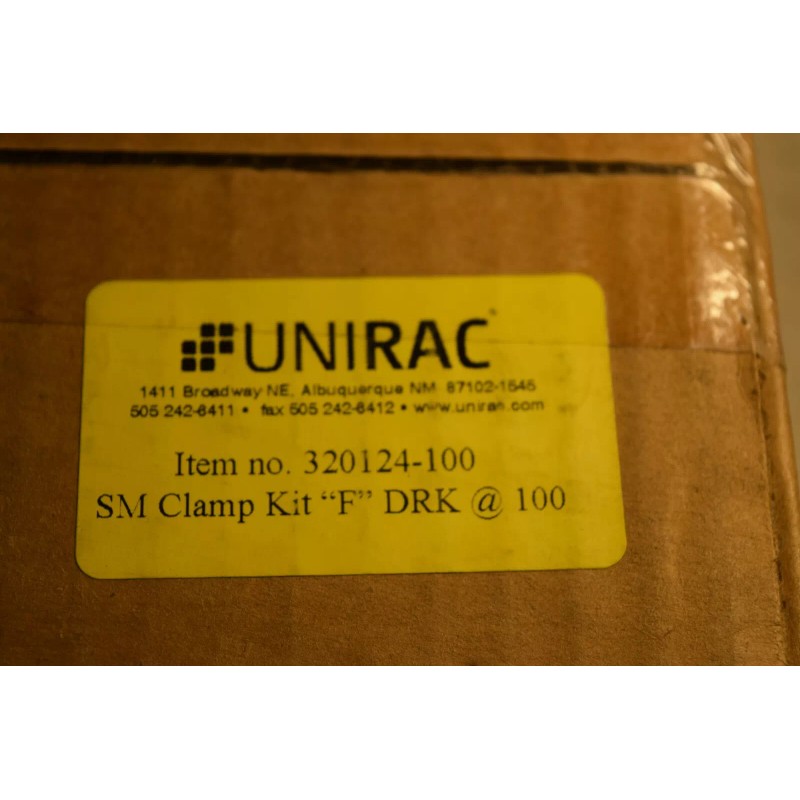 UNIRAC
1411 Broadway NE, Albuquerque NM 87102-1545
505 242-6411 • fax 505 242-6412 • www.unirac.com
Item no. 320124-100
SM Clamp Kit “F” DRK @ 100